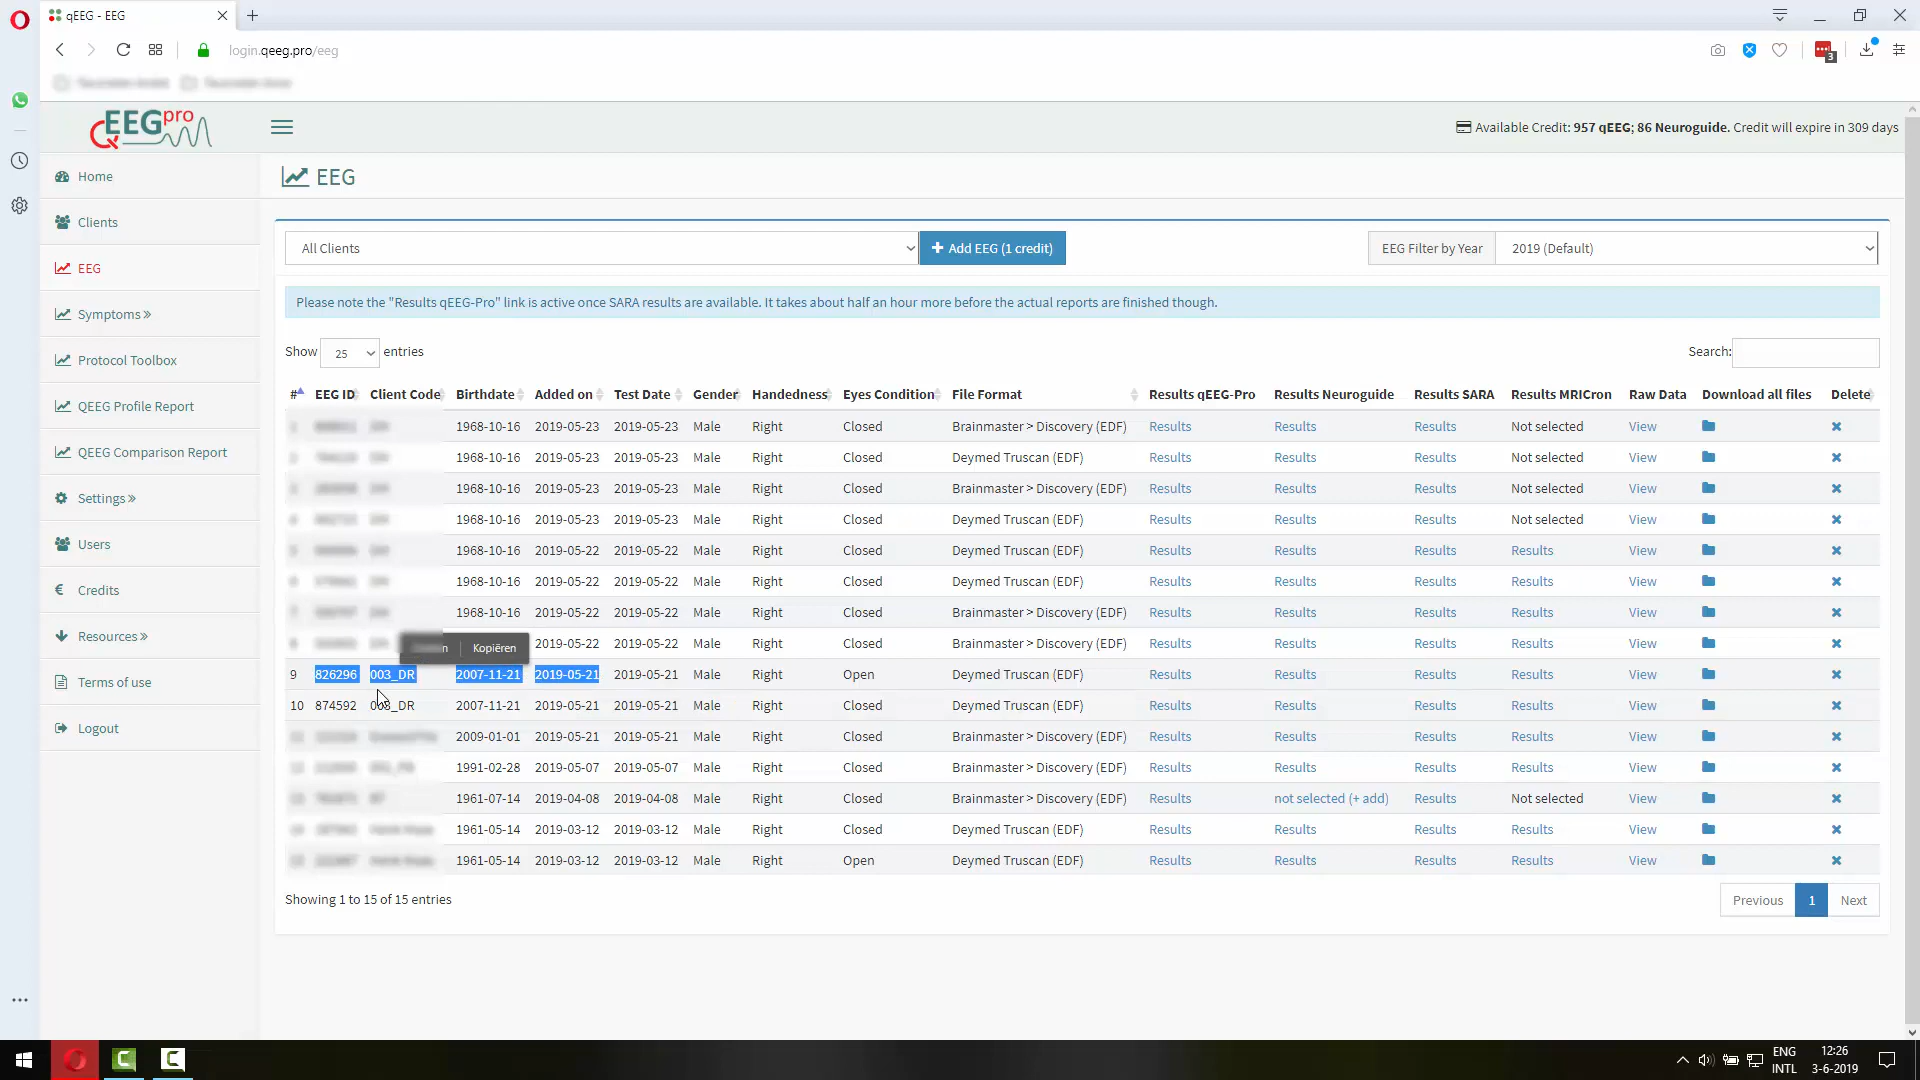 qEEG - EEG
login.qeeg.pro/eeg
3
QEEGpro
Available Credit: 957 qEEG; 86 Neuroguide. Credit will expire in 309 days
Home
Clients
EEG
Symptoms »
Protocol Toolbox
QEEG Profile Report
QEEG Comparison Report
Settings »
Users
€ Credits
Resources »
Terms of use
Logout
EEG
All Clients
+ Add EEG (1 credit)
EEG Filter by Year
2019 (Default)
Please note the "Results qEEG-Pro" link is active once SARA results are available. It takes about half an hour more before the actual reports are finished though.
Show 25 entries
Search:
# EEG ID Client Code Birthdate Added on Test Date Gender Handedness Eyes Condition File Format Results qEEG-Pro Results Neuroguide Results SARA Results MRICron Raw Data Download all files Delete
1968-10-16 2019-05-23 2019-05-23 Male Right Closed Brainmaster > Discovery (EDF) Results Results Results Not selected View
1968-10-16 2019-05-23 2019-05-23 Male Right Closed Deymed Truscan (EDF) Results Results Results Not selected View
1968-10-16 2019-05-23 2019-05-23 Male Right Closed Brainmaster > Discovery (EDF) Results Results Results Not selected View
1968-10-16 2019-05-23 2019-05-23 Male Right Closed Deymed Truscan (EDF) Results Results Results Not selected View
1968-10-16 2019-05-22 2019-05-22 Male Right Closed Deymed Truscan (EDF) Results Results Results Results View
1968-10-16 2019-05-22 2019-05-22 Male Right Closed Deymed Truscan (EDF) Results Results Results Results View
1968-10-16 2019-05-22 2019-05-22 Male Right Closed Brainmaster > Discovery (EDF) Results Results Results Results View
Kopiëren
2019-05-22 2019-05-22 Male Right Closed Brainmaster > Discovery (EDF) Results Results Results Results View
9 826296 003_DR 2007-11-21 2019-05-21 2019-05-21 Male Right Open Deymed Truscan (EDF) Results Results Results Results View
10 874592 003_DR 2007-11-21 2019-05-21 2019-05-21 Male Right Closed Deymed Truscan (EDF) Results Results Results Results View
2009-01-01 2019-05-21 2019-05-21 Male Right Closed Brainmaster > Discovery (EDF) Results Results Results Results View
1991-02-28 2019-05-07 2019-05-07 Male Right Closed Brainmaster > Discovery (EDF) Results Results Results Results View
1961-07-14 2019-04-08 2019-04-08 Male Right Closed Brainmaster > Discovery (EDF) Results not selected (+ add) Results Not selected View
1961-05-14 2019-03-12 2019-03-12 Male Right Closed Deymed Truscan (EDF) Results Results Results Results View
1961-05-14 2019-03-12 2019-03-12 Male Right Open Deymed Truscan (EDF) Results Results Results Results View
Showing 1 to 15 of 15 entries
Previous 1 Next
ENG
INTL
12:26
3-6-2019